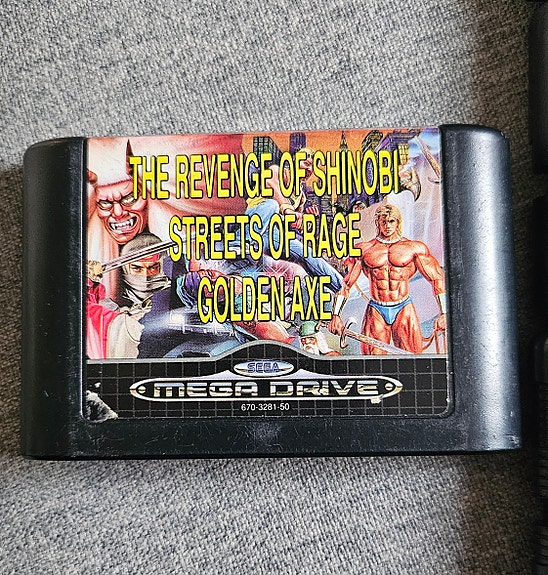 THE REVENGE OF SHINOBI
STREETS OF RAGE
GOLDEN AXE
SEGA
MEGA DRIVE
670-3281-50